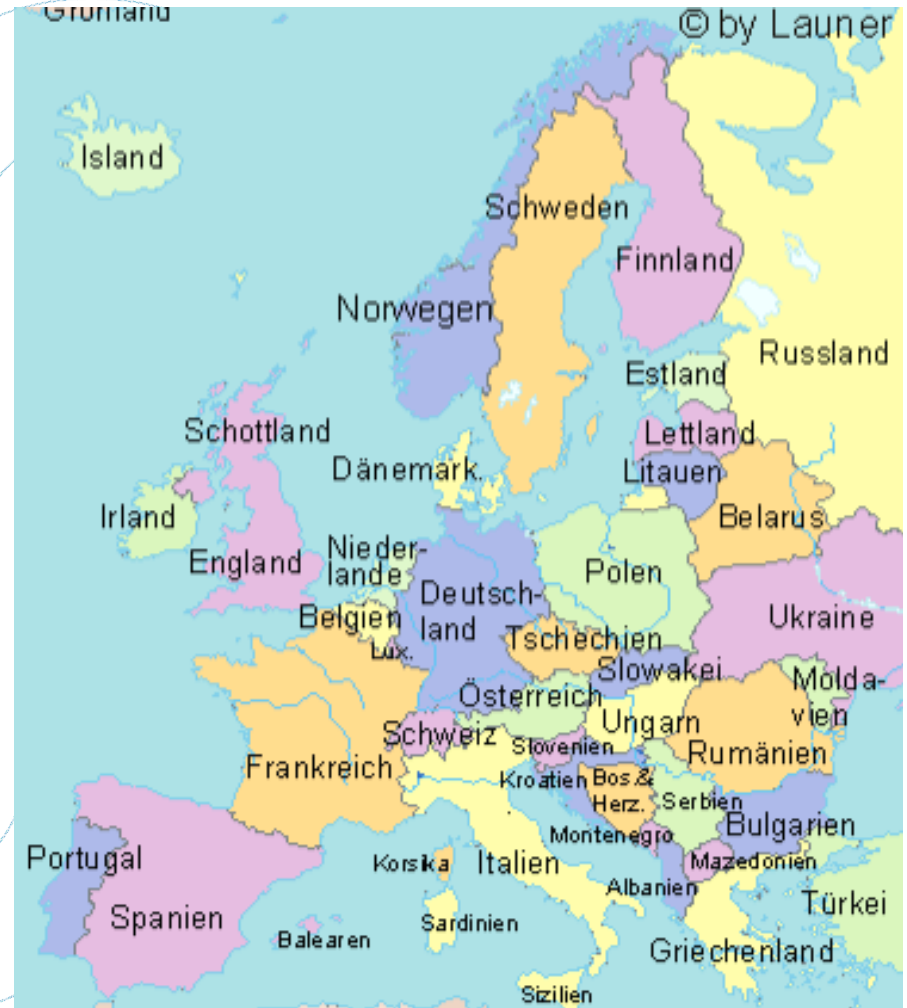 Grönland
© by Launer
Island
Schweden
Finnland
Norwegen
Russland
Estland
Schottland
Lettland
Dänemark.
Litauen
Irland
Belarus
England
Nieder-
lande
Polen
Deutsch-
land
Belgien
Ukraine
Tschechien
Lux.
Slowakei
Österreich
Molda-
vien
Schweiz
Ungarn
Slovenien
Rumänien
Frankreich
Kroatien
Bos.&
Herz.
Serbien
Montenegro
Bulgarien
Portugal
Korsika
Italien
Mazedonien
Albanien
Türkei
Spanien
Sardinien
Balearen
Griechenland
Sizilien